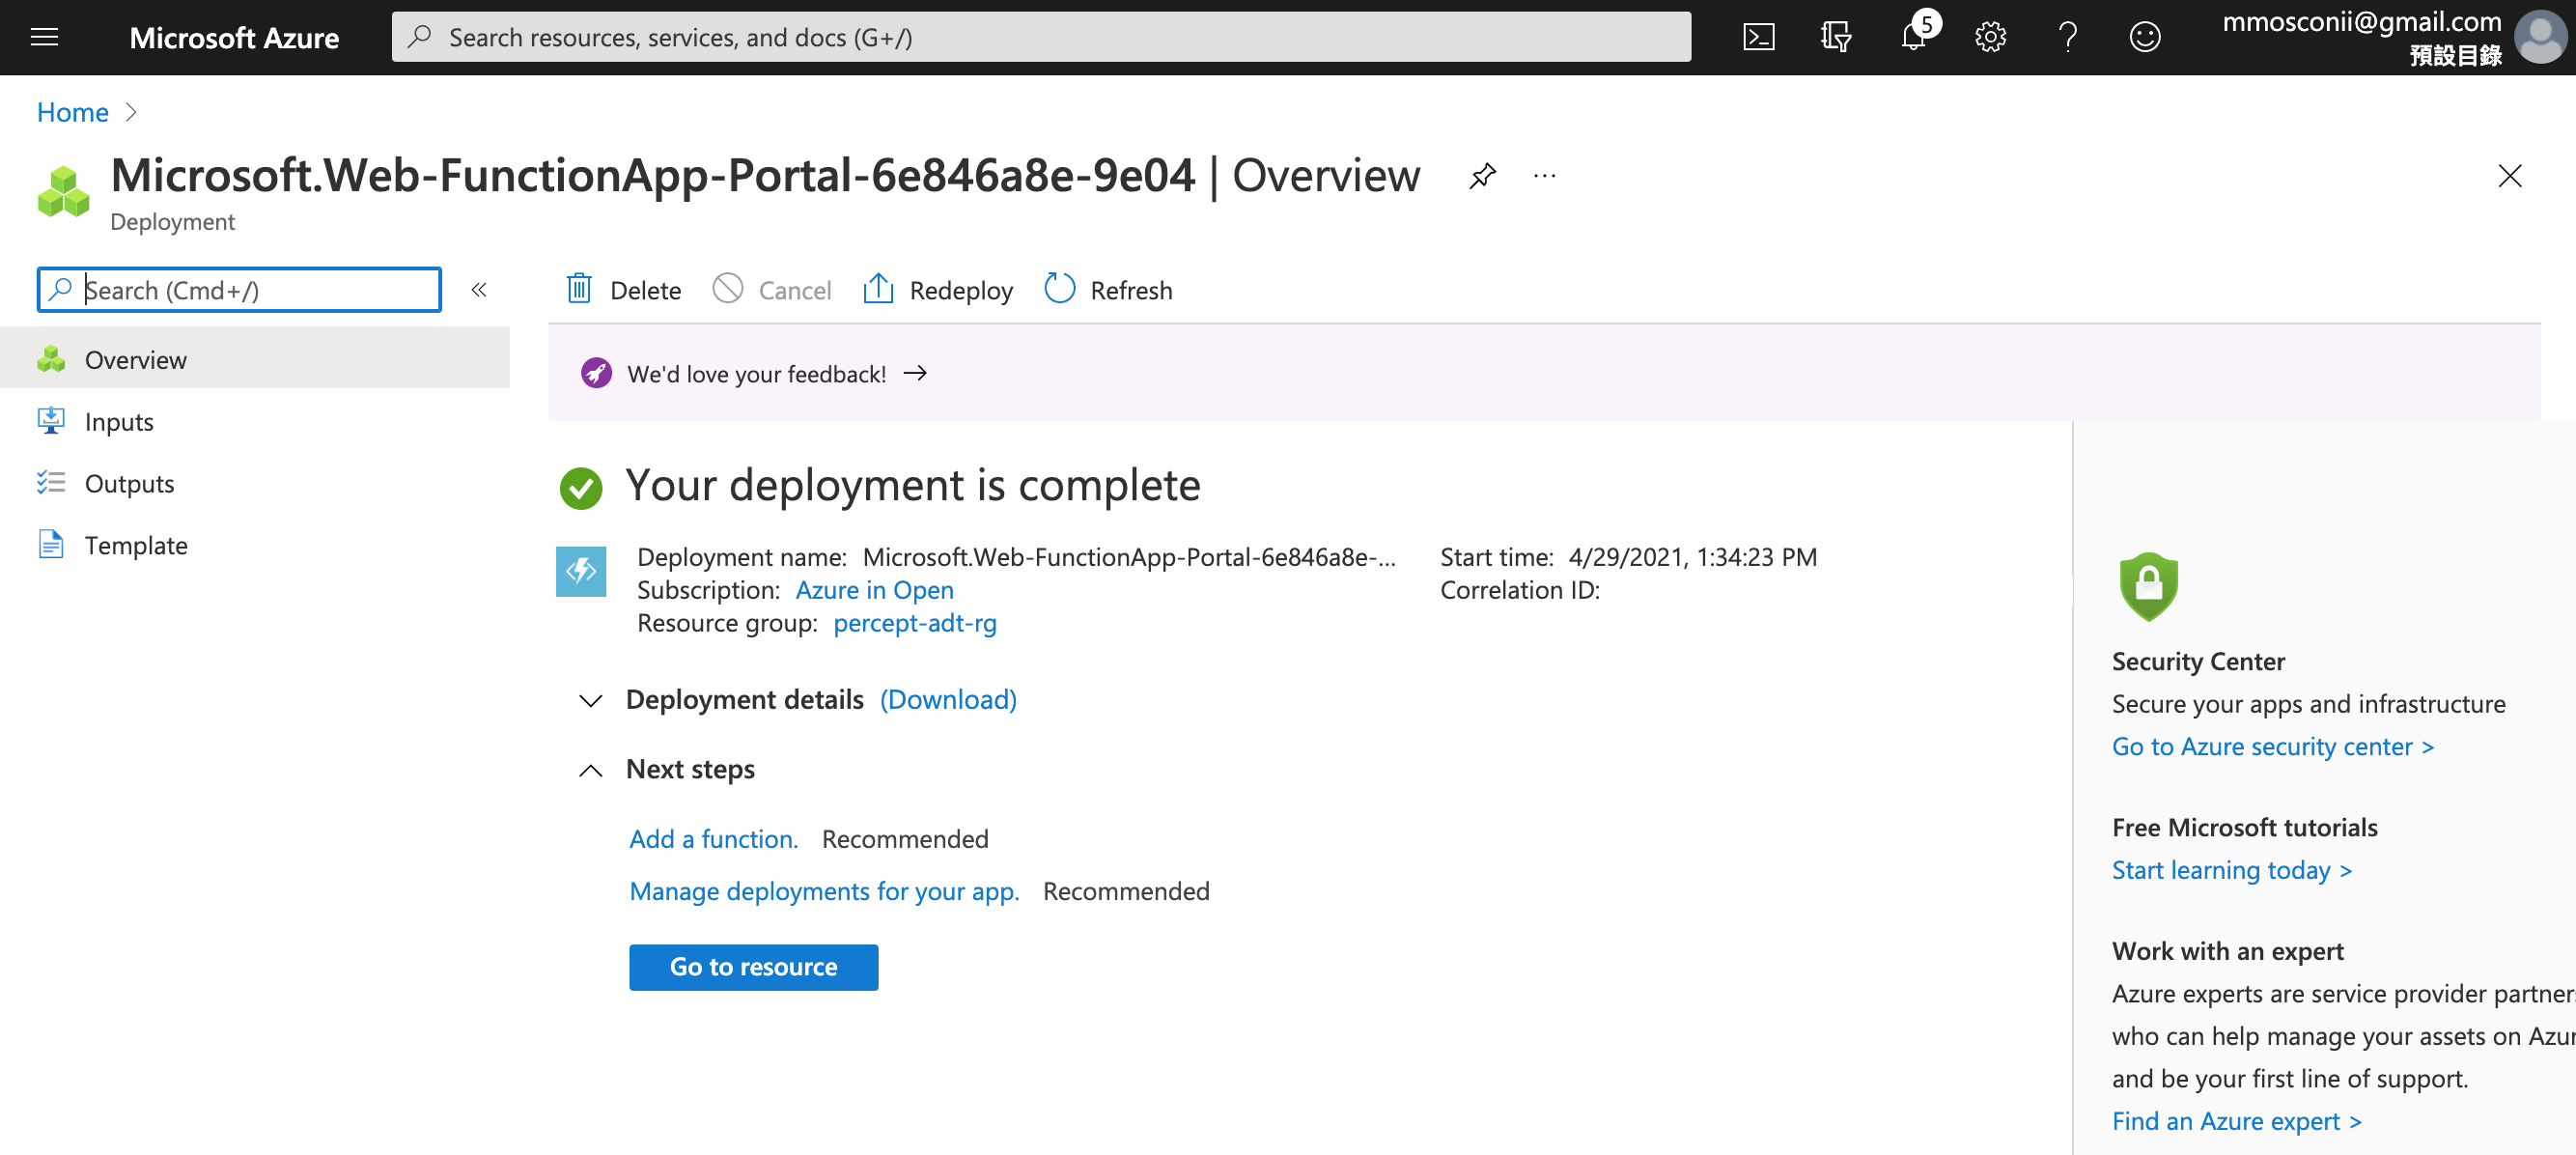 Microsoft Azure
Search resources, services, and docs (G+/)
5
mmosconii@gmail.com
預設目錄
Home
Microsoft.Web-FunctionApp-Portal-6e846a8e-9e04 | Overview
Deployment
Search (Cmd+/)
Overview
Inputs
Outputs
Template
Delete
Cancel
Redeploy
Refresh
We'd love your feedback!
Your deployment is complete
Deployment name: Microsoft.Web-FunctionApp-Portal-6e846a8e-...
Subscription: Azure in Open
Resource group: percept-adt-rg
Start time: 4/29/2021, 1:34:23 PM
Correlation ID:
Deployment details (Download)
Next steps
Add a function. Recommended
Manage deployments for your app. Recommended
Go to resource
Security Center
Secure your apps and infrastructure
Go to Azure security center >
Free Microsoft tutorials
Start learning today >
Work with an expert
Azure experts are service provider partner
who can help manage your assets on Azu
and be your first line of support.
Find an Azure expert >